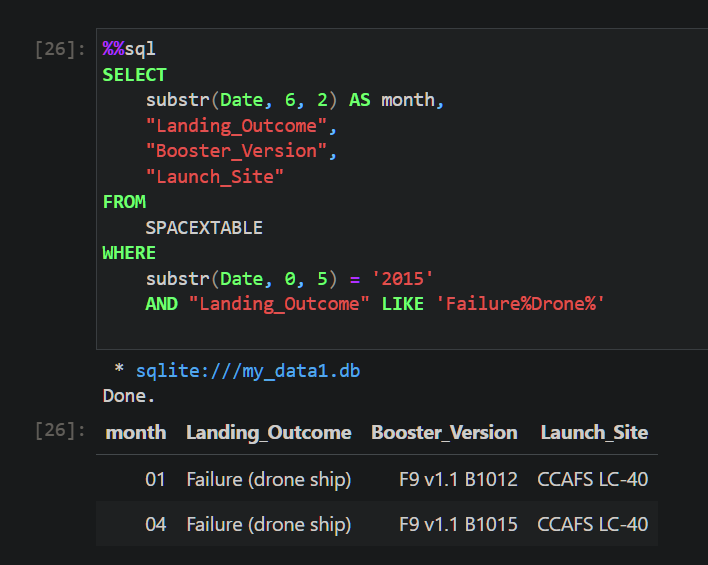 [26]: %%sql
SELECT
    substr(Date, 6, 2) AS month,
    "Landing_Outcome",
    "Booster_Version",
    "Launch_Site"
FROM
    SPACEXTABLE
WHERE
    substr(Date, 0, 5) = '2015'
    AND "Landing_Outcome" LIKE 'Failure%Drone%'
 * sqlite:///my_data1.db
Done.
[26]: month Landing_Outcome Booster_Version Launch_Site
01 Failure (drone ship) F9 v1.1 B1012 CCAFS LC-40
04 Failure (drone ship) F9 v1.1 B1015 CCAFS LC-40